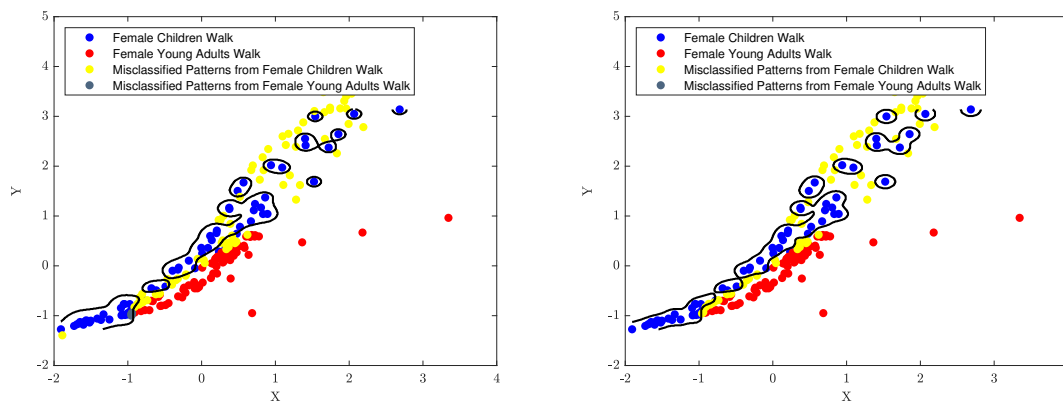 5
4
3
2
1
0
-1
-2
Y
-2 -1 0 1 2 3 4
X
Female Children Walk
Female Young Adults Walk
Misclassified Patterns from Female Children Walk
Misclassified Patterns from Female Young Adults Walk
5
4
3
2
1
0
-1
-2
Y
-2 -1 0 1 2 3 4
X
Female Children Walk
Female Young Adults Walk
Misclassified Patterns from Female Children Walk
Misclassified Patterns from Female Young Adults Walk